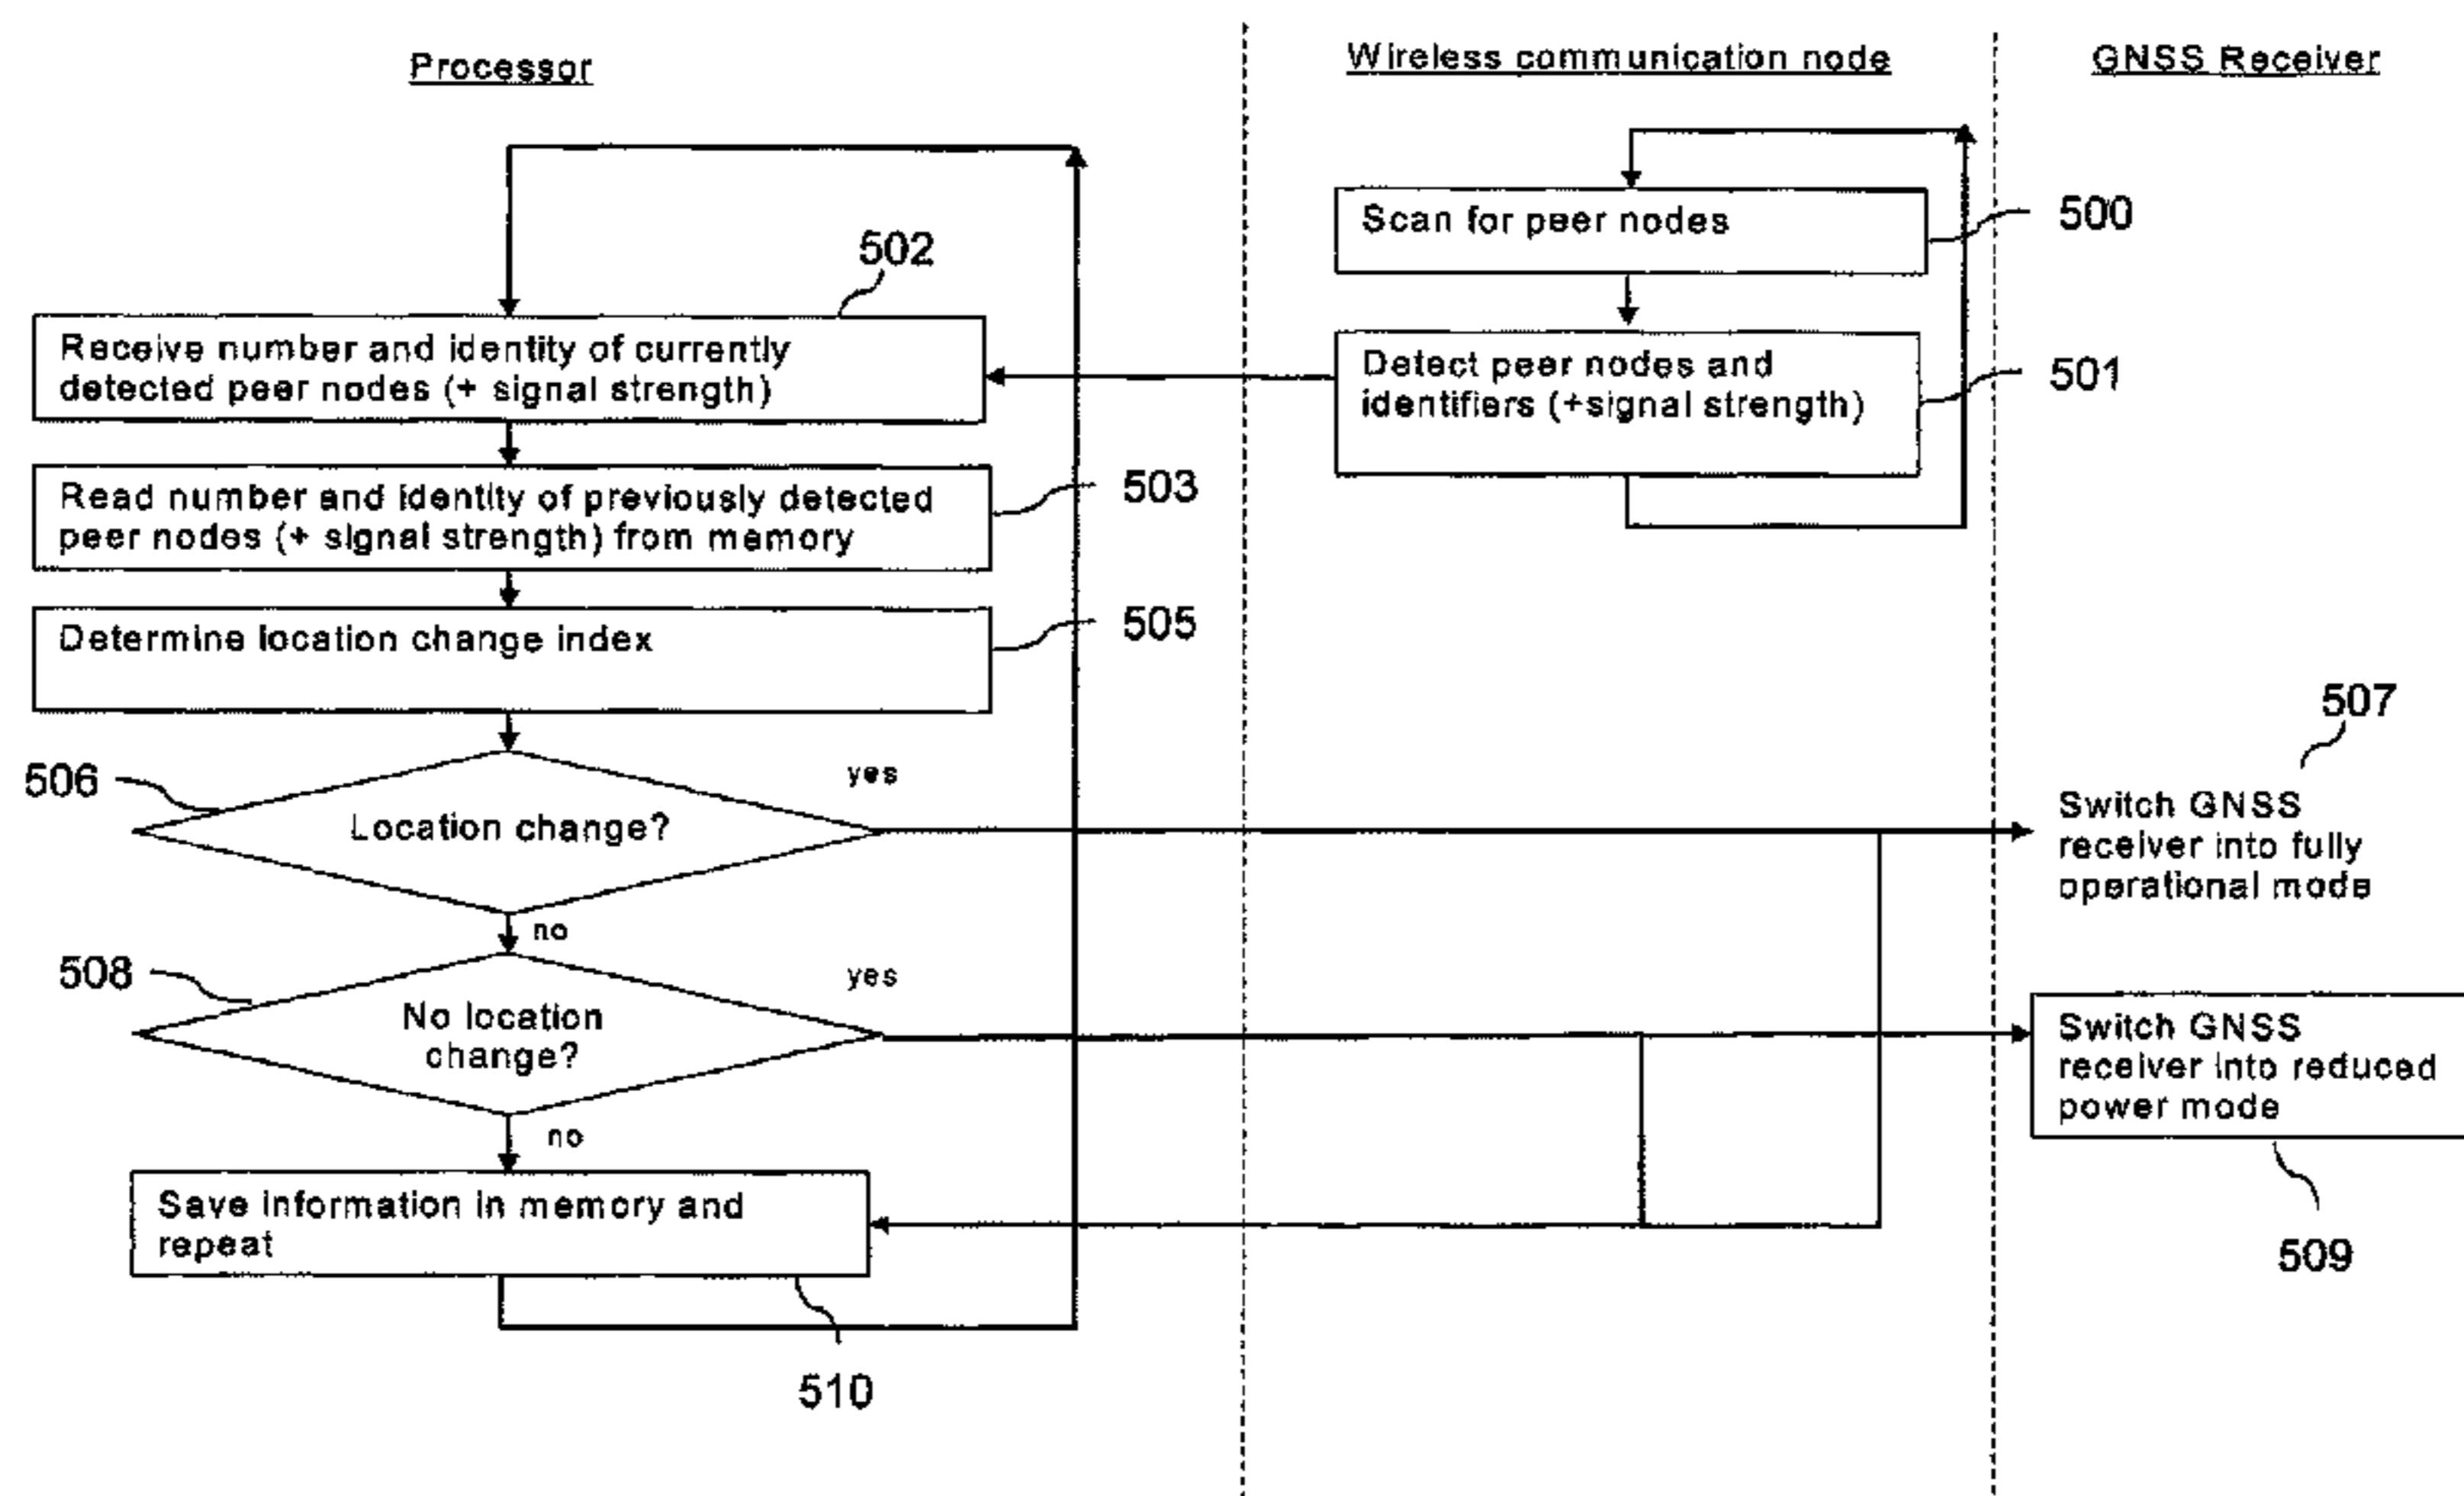 Processor
Wireless communication node
GNSS Receiver
Scan for peer nodes
500
502
Receive number and identity of currently
detected peer nodes (+ signal strength)
Detect peer nodes and
identifiers (+signal strength)
501
Read number and identity of previously detected
peer nodes (+ signal strength) from memory
503
Determine location change index
505
506
Location change?
yes
no
507
Switch GNSS
receiver into fully
operational mode
508
No location
change?
yes
no
Switch GNSS
receiver into reduced
power mode
509
Save information in memory and
repeat
510